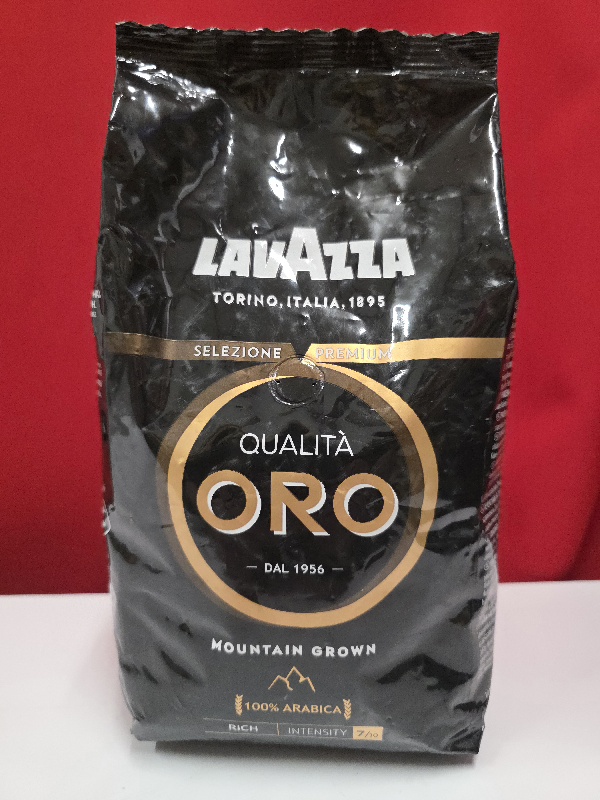 LAVAZZA
TORINO, ITALIA, 1895
SELEZIONE PREMIUM
QUALITÀ
ORO
— DAL 1956 —
MOUNTAIN GROWN
100% ARABICA
RICH INTENSITY 7/10